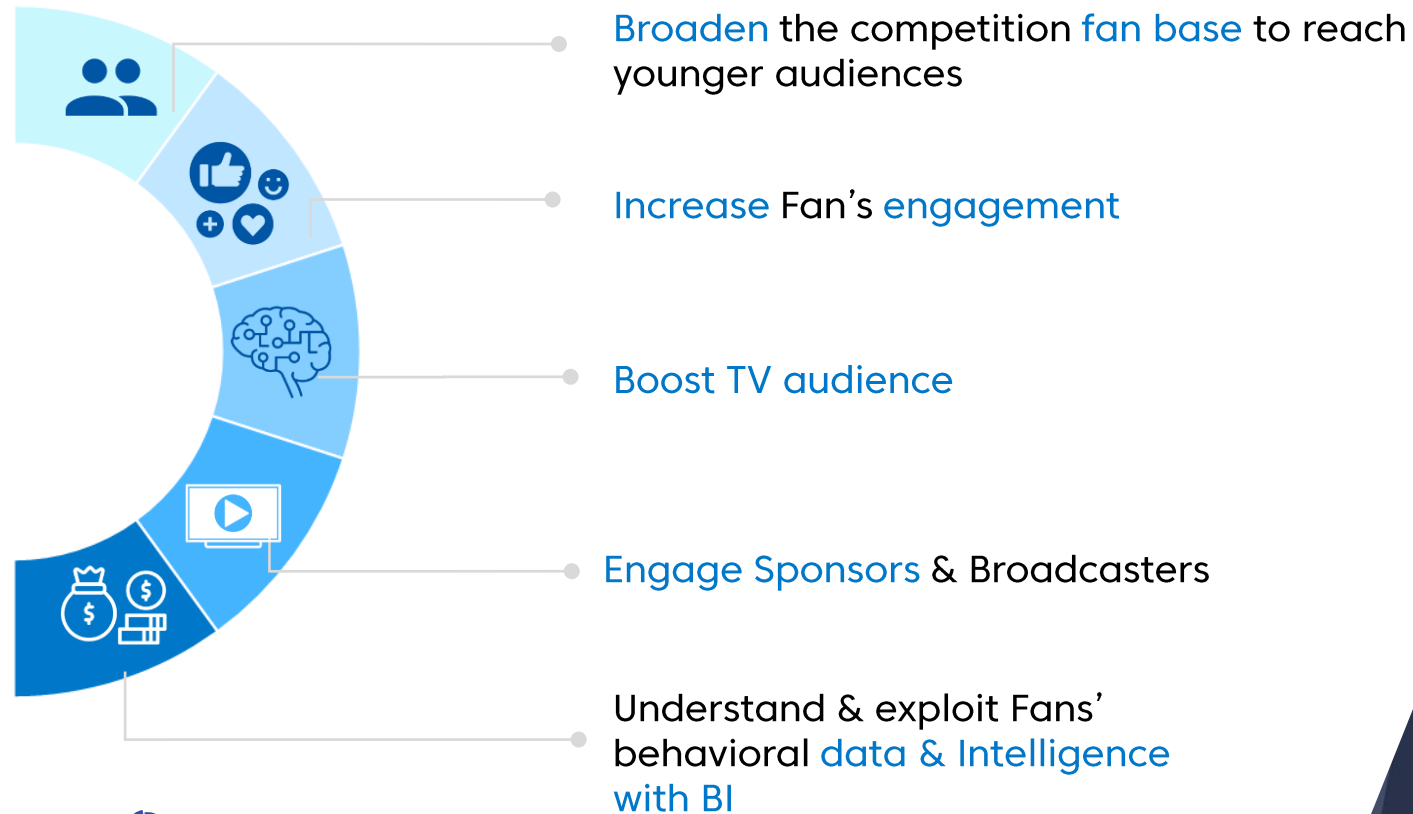 Broaden the competition fan base to reach
younger audiences
Increase Fan’s engagement
Boost TV audience
Engage Sponsors & Broadcasters
Understand & exploit Fans’
behavioral data & Intelligence
with BI
$
$